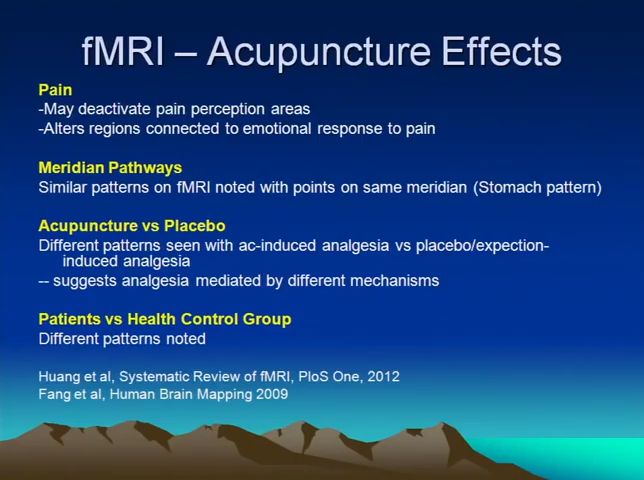 fMRI – Acupuncture Effects
Pain
-May deactivate pain perception areas
-Alters regions connected to emotional response to pain
Meridian Pathways
Similar patterns on fMRI noted with points on same meridian (Stomach pattern)
Acupuncture vs Placebo
Different patterns seen with ac-induced analgesia vs placebo/expection-
induced analgesia
-- suggests analgesia mediated by different mechanisms
Patients vs Health Control Group
Different patterns noted
Huang et al, Systematic Review of fMRI, PloS One, 2012
Fang et al, Human Brain Mapping 2009